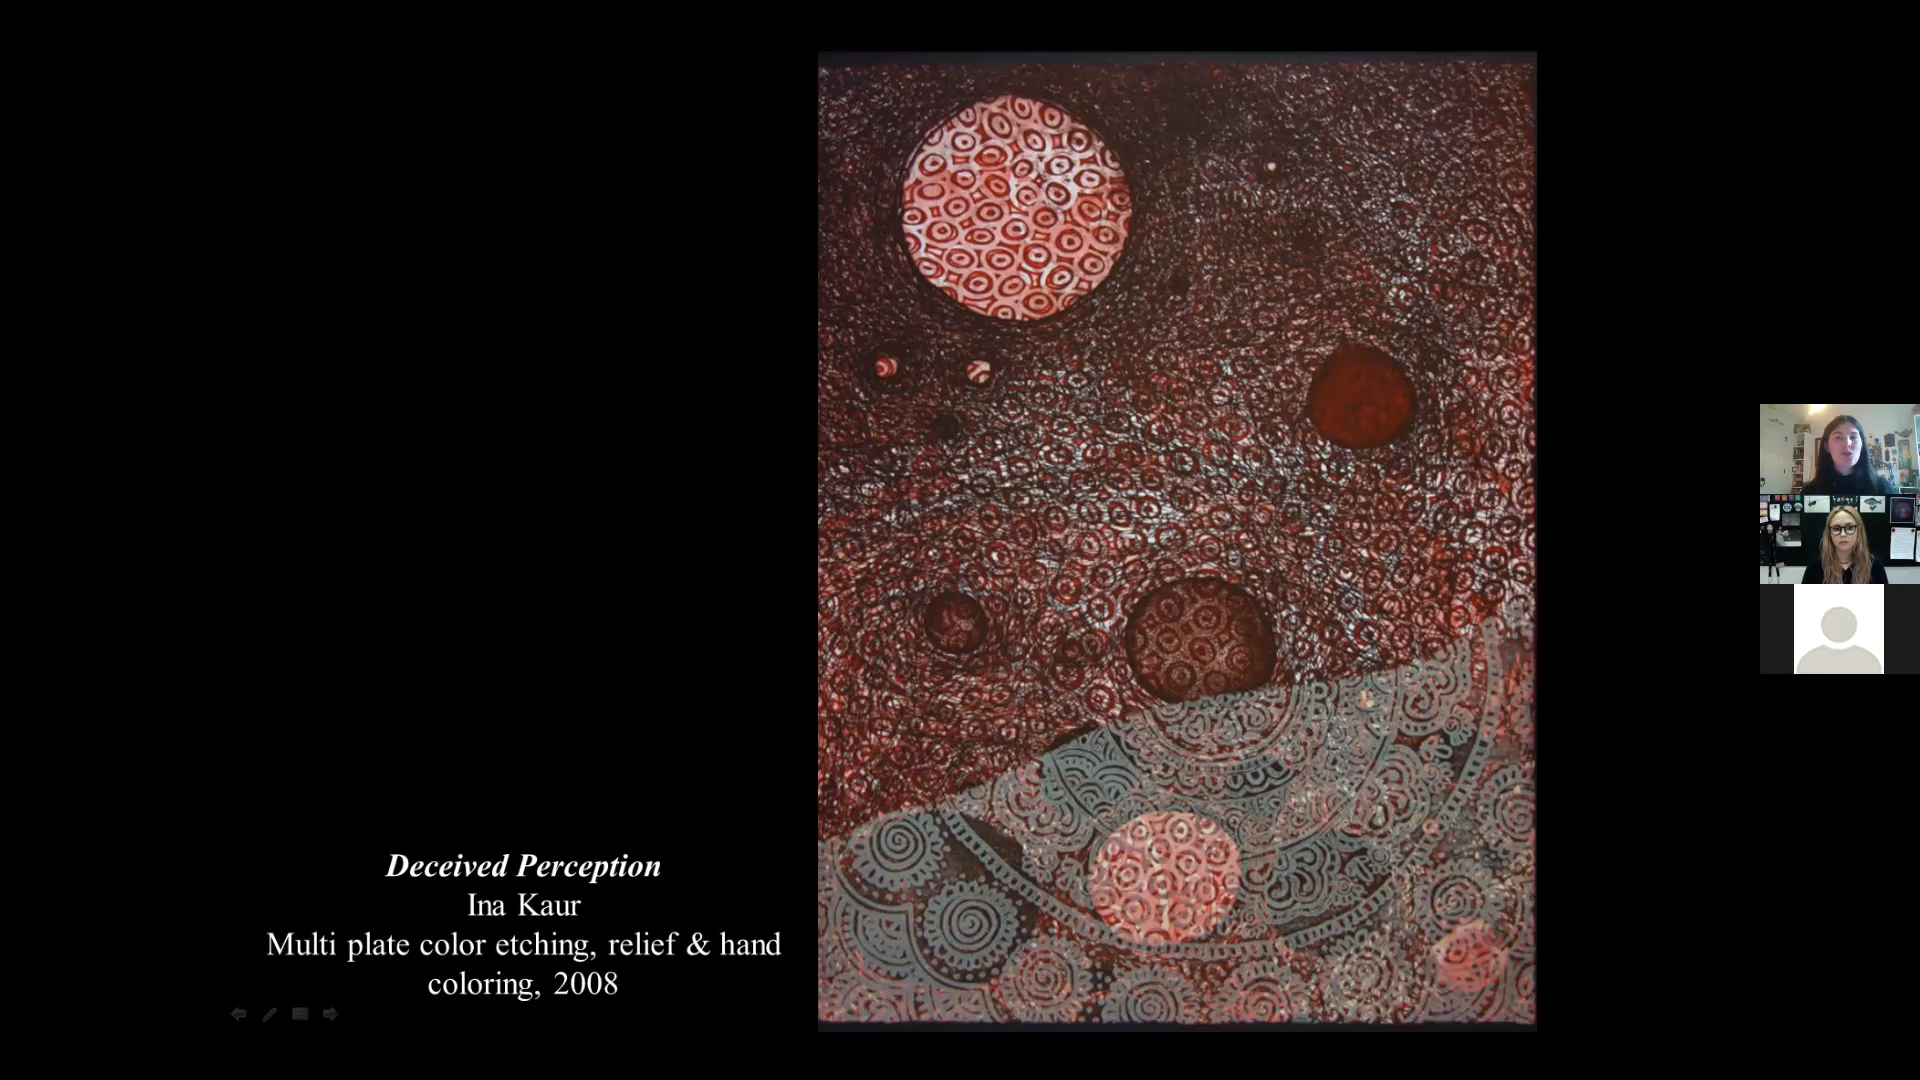 Deceived Perception
Ina Kaur
Multi plate color etching, relief & hand
coloring, 2008